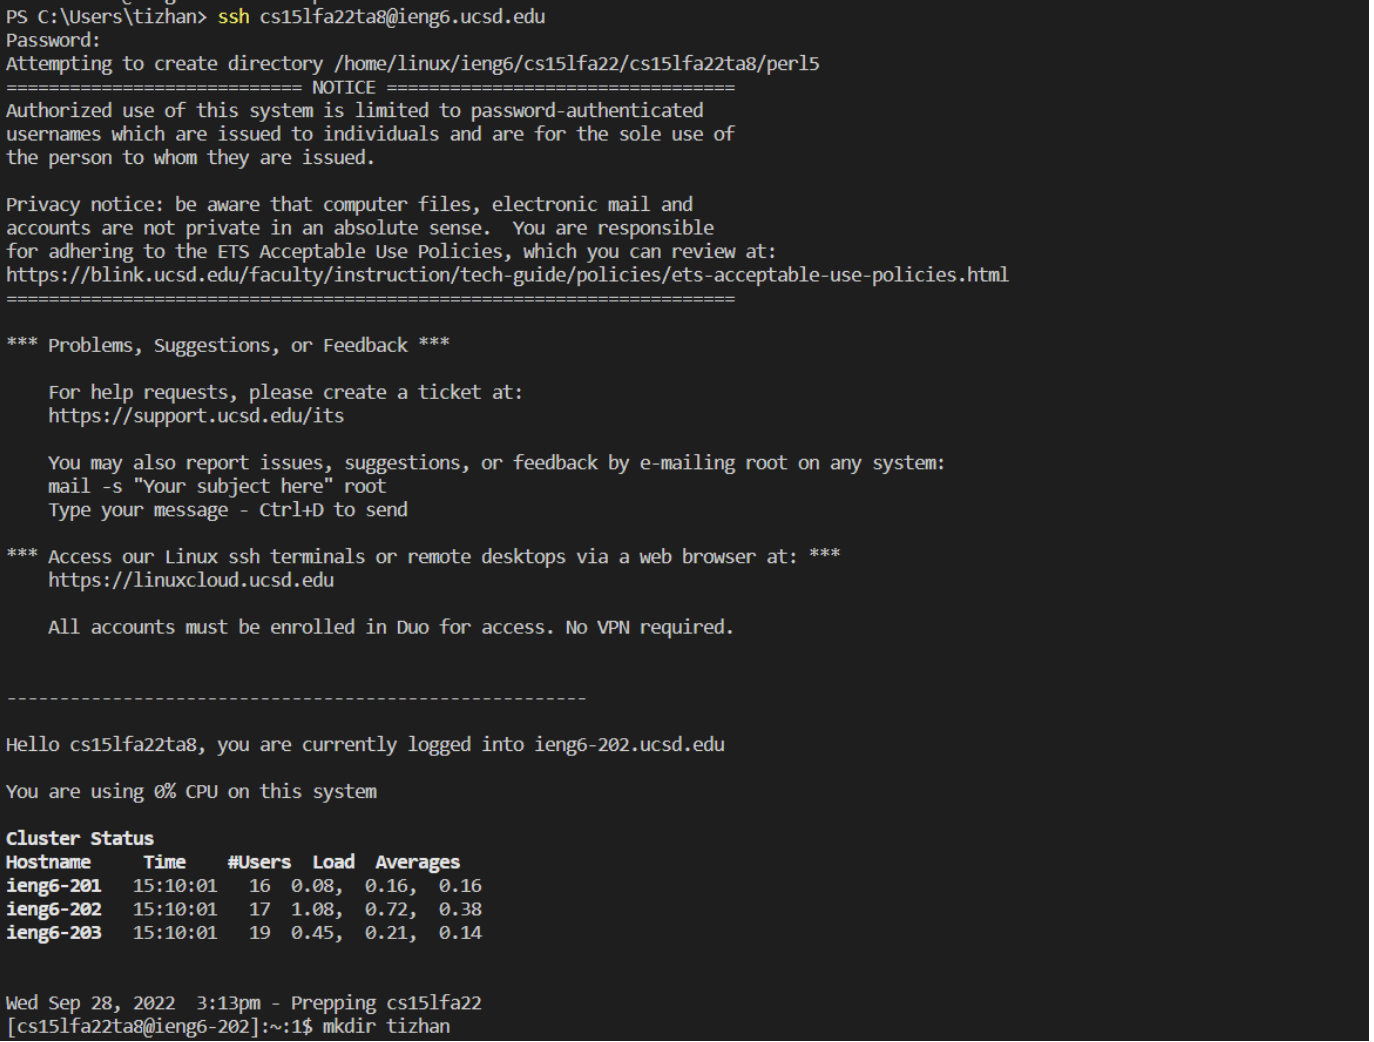 PS C:\Users\tizhan> ssh cs15lfa22ta8@ieng6.ucsd.edu
Password:
Attempting to create directory /home/linux/ieng6/cs15lfa22/cs15lfa22ta8/perl5
============================ NOTICE =================================
Authorized use of this system is limited to password-authenticated
usernames which are issued to individuals and are for the sole use of
the person to whom they are issued.

Privacy notice: be aware that computer files, electronic mail and
accounts are not private in an absolute sense.  You are responsible
for adhering to the ETS Acceptable Use Policies, which you can review at:
https://blink.ucsd.edu/faculty/instruction/tech-guide/policies/ets-acceptable-use-policies.html
=====================================================================

*** Problems, Suggestions, or Feedback ***

    For help requests, please create a ticket at:
    https://support.ucsd.edu/its

    You may also report issues, suggestions, or feedback by e-mailing root on any system:
    mail -s "Your subject here" root
    Type your message - Ctrl+D to send

*** Access our Linux ssh terminals or remote desktops via a web browser at: ***
    https://linuxcloud.ucsd.edu

    All accounts must be enrolled in Duo for access. No VPN required.

-------------------------------------------------------

Hello cs15lfa22ta8, you are currently logged into ieng6-202.ucsd.edu

You are using 0% CPU on this system

Cluster Status
Hostname     Time    #Users  Load  Averages
ieng6-201   15:10:01   16  0.08,  0.16,  0.16
ieng6-202   15:10:01   17  1.08,  0.72,  0.38
ieng6-203   15:10:01   19  0.45,  0.21,  0.14

Wed Sep 28, 2022  3:13pm - Prepping cs15lfa22
[cs15lfa22ta8@ieng6-202]:~:1$ mkdir tizhan